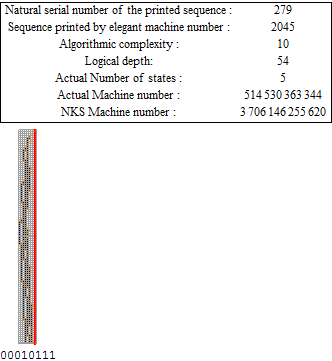 Natural serial number of the printed sequence : 279
Sequence printed by elegant machine number : 2045
Algorithmic complexity : 10
Logical depth: 54
Actual Number of states : 5
Actual Machine number : 514 530 363 344
NKS Machine number : 3 706 146 255 620
00010111